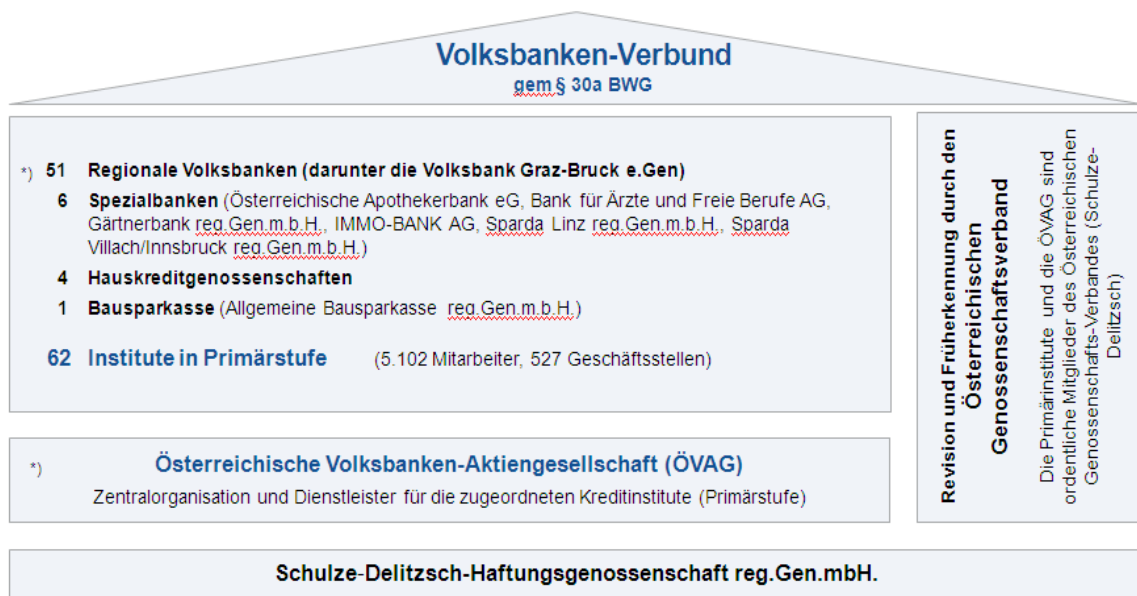 Volksbanken-Verbund
gem § 30a BWG
*) 51 Regionale Volksbanken (darunter die Volksbank Graz-Bruck e.Gen)
6 Spezialbanken (Österreichische Apothekerbank eG, Bank für Ärzte und Freie Berufe AG,
Gärtnerbank reg.Gen.m.b.H., IMMO-BANK AG, Sparda Linz reg.Gen.m.b.H., Sparda
Villach/Innsbruck reg.Gen.m.b.H.)
4 Hauskreditgenossenschaften
1 Bausparkasse (Allgemeine Bausparkasse reg.Gen.m.b.H.)
62 Institute in Primärstufe (5.102 Mitarbeiter, 527 Geschäftsstellen)
*) Österreichische Volksbanken-Aktiengesellschaft (ÖVAG)
Zentralorganisation und Dienstleister für die zugeordneten Kreditinstitute (Primärstufe)
Revision und Früherkennung durch den
Österreichischen
Genossenschaftsverband
Die Primärinstitute und die ÖVAG sind
ordentliche Mitglieder des Österreichischen
Genossenschafts-Verbandes (Schulze-
Delitzsch)
Schulze-Delitzsch-Haftungsgenossenschaft reg.Gen.mbH.